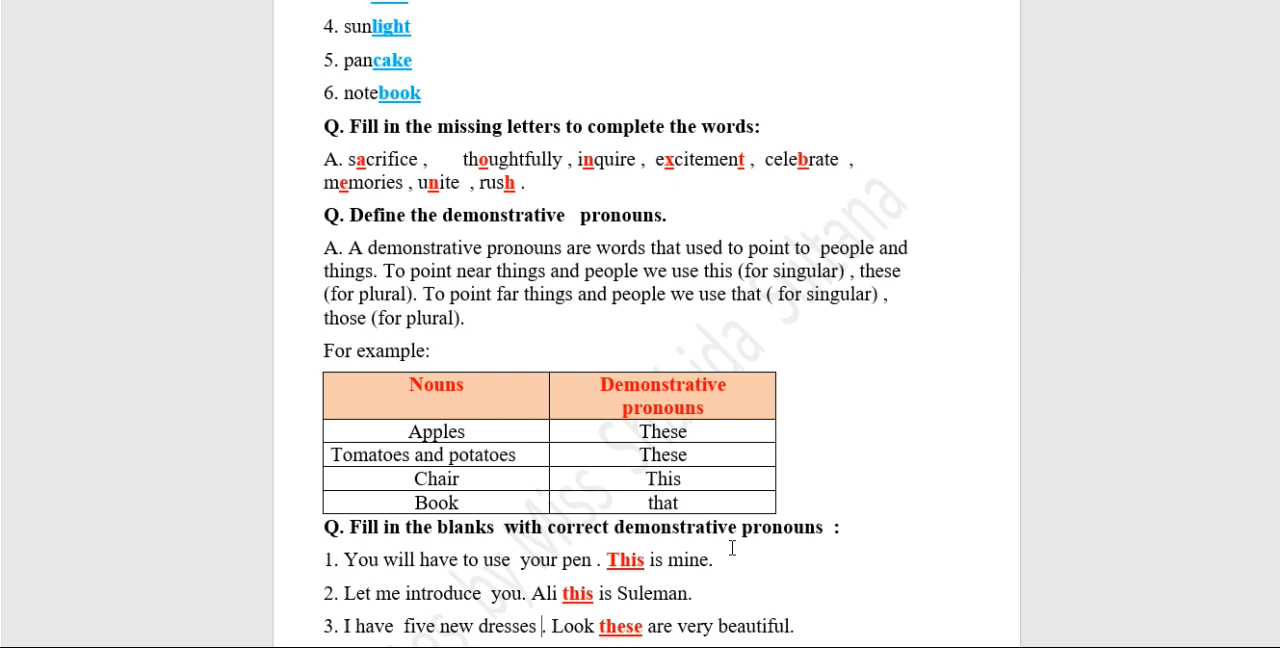 4. sunlight
5. pancake
6. notebook
Q. Fill in the missing letters to complete the words:
A. sacrifice , thoughtfully , inquire , excitement , celebrate ,
memories , unite , rush .
Q. Define the demonstrative pronouns.
A. A demonstrative pronouns are words that used to point to people and
things. To point near things and people we use this (for singular) , these
(for plural). To point far things and people we use that ( for singular) ,
those (for plural).
For example:
Nouns Demonstrative
pronouns
Apples These
Tomatoes and potatoes These
Chair This
Book that
Q. Fill in the blanks with correct demonstrative pronouns :
1. You will have to use your pen . This is mine.
2. Let me introduce you. Ali this is Suleman.
3. I have five new dresses . Look these are very beautiful.
by Miss Sultana